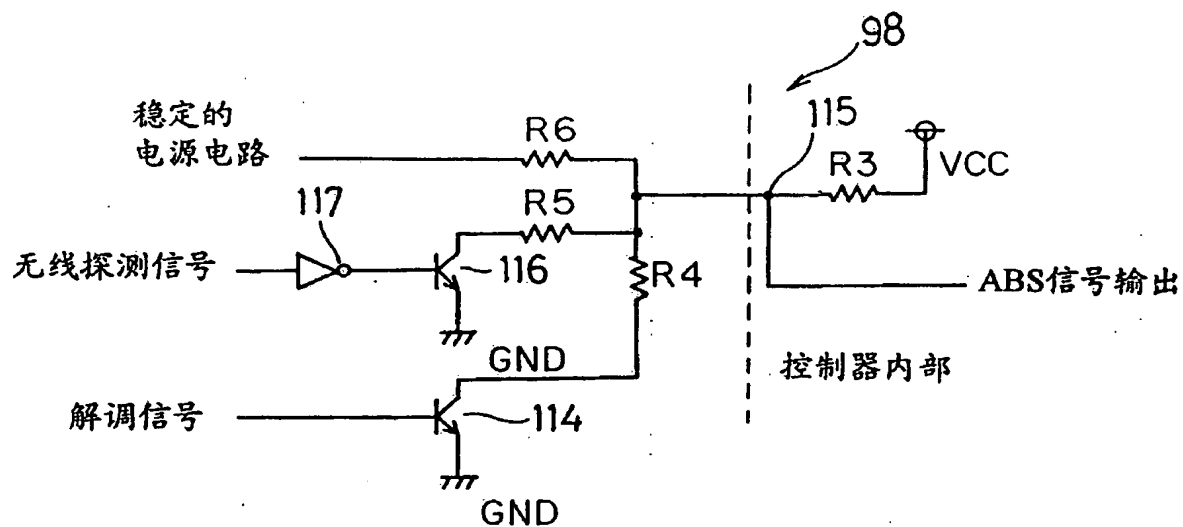 98
稳定的
电源电路
R6
115
R3
VCC
117
R5
无线探测信号
116
R4
ABS信号输出
GND
控制器内部
解调信号
114
GND